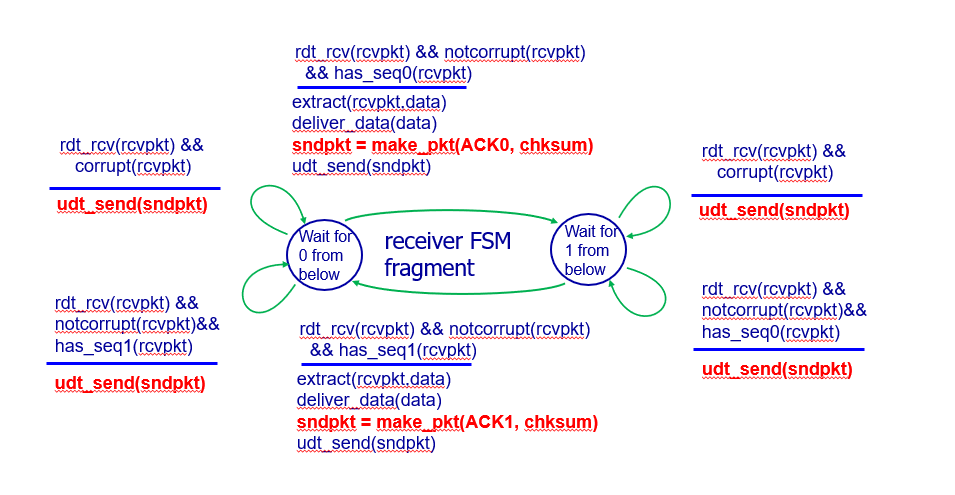 rdt_rcv(rcvpkt) && notcorrupt(rcvpkt)
&& has_seq0(rcvpkt)
extract(rcvpkt,data)
deliver_data(data)
sndpkt = make_pkt(ACK0, chksum)
udt_send(sndpkt)
rdt_rcv(rcvpkt) &&
corrupt(rcvpkt)
udt_send(sndpkt)
rdt_rcv(rcvpkt) &&
corrupt(rcvpkt)
udt_send(sndpkt)
Wait for
0 from
below
receiver FSM
fragment
Wait for
1 from
below
rdt_rcv(rcvpkt) &&
notcorrupt(rcvpkt)&&
has_seq1(rcvpkt)
udt_send(sndpkt)
rdt_rcv(rcvpkt) && notcorrupt(rcvpkt)
&& has_seq1(rcvpkt)
extract(rcvpkt,data)
deliver_data(data)
sndpkt = make_pkt(ACK1, chksum)
udt_send(sndpkt)
rdt_rcv(rcvpkt) &&
notcorrupt(rcvpkt)&&
has_seq0(rcvpkt)
udt_send(sndpkt)